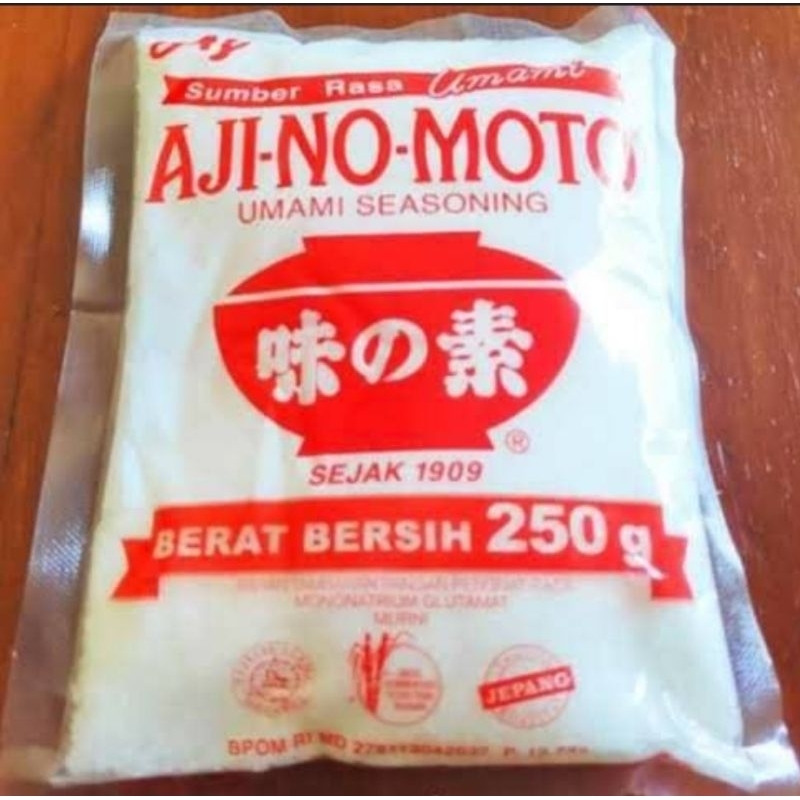 Sumber Rasa Umami
AJI-NO-MOTO
UMAMI SEASONING
味の素
®
SEJAK 1909
BERAT BERSIH 250 g
MONONATRIUM GLUTAMAT
MURNI
JEPANG
BPOM RI MD